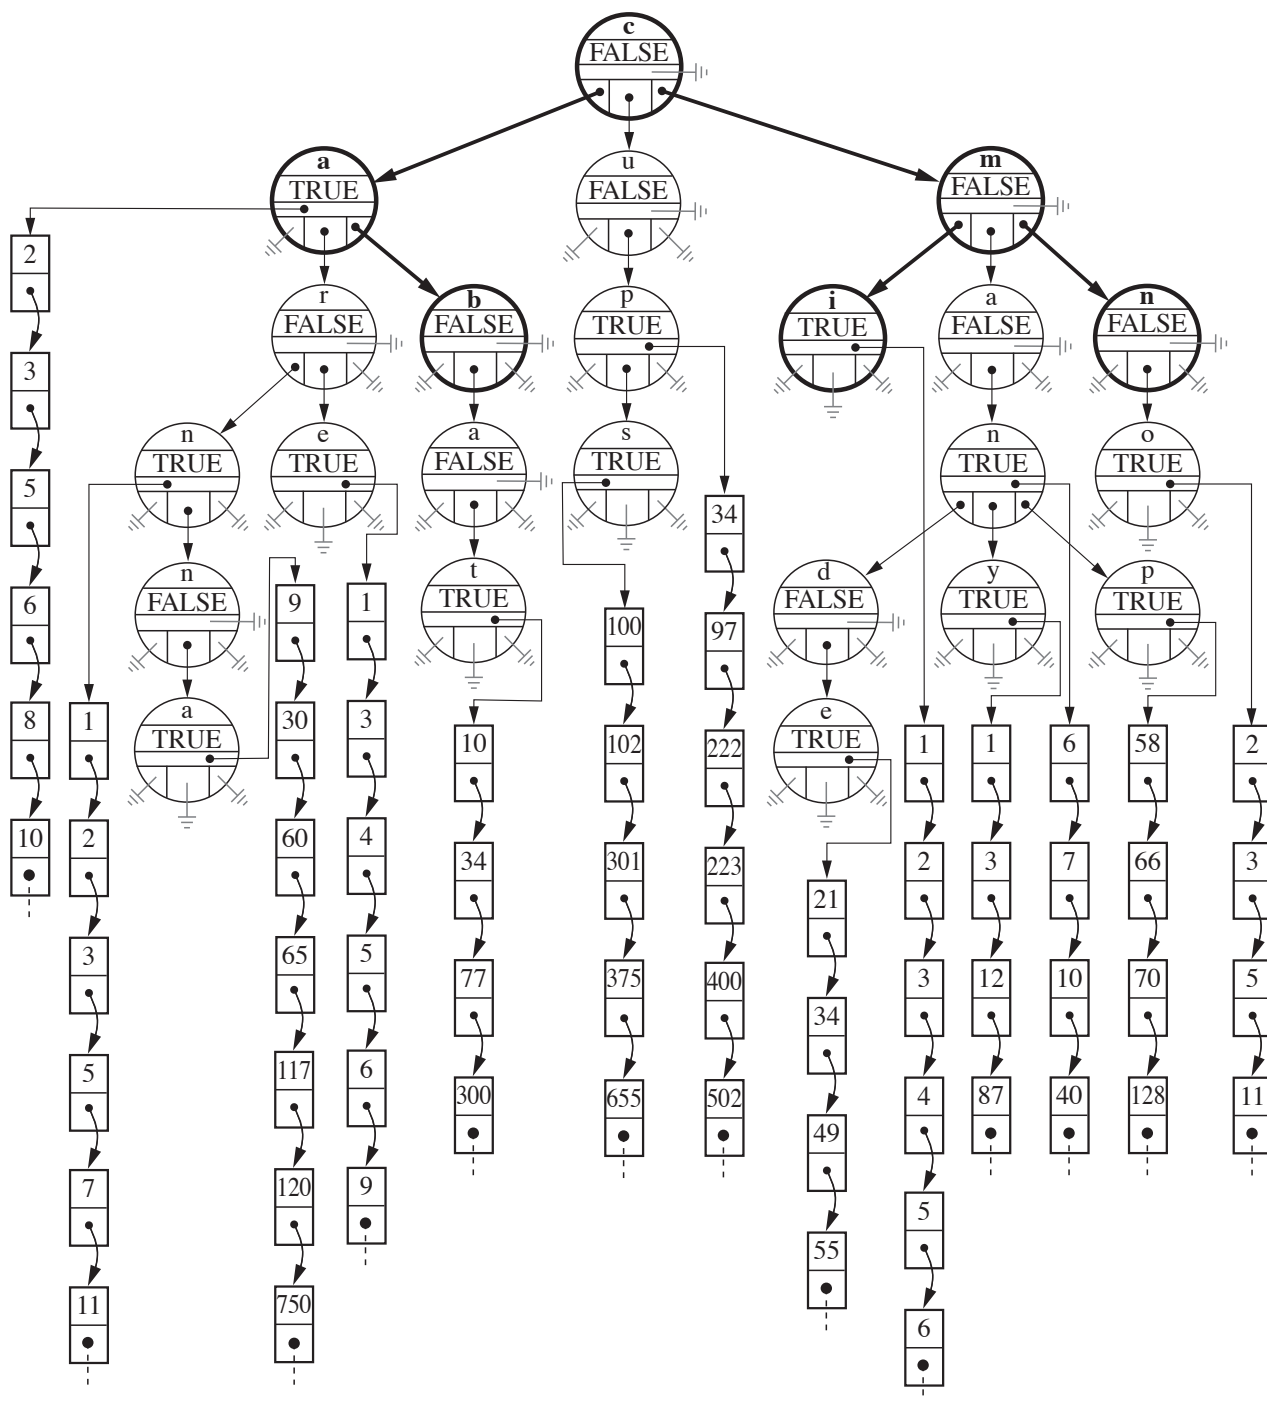 c
FALSE
a
TRUE
u
FALSE
m
FALSE
2
r
FALSE
b
FALSE
p
TRUE
i
TRUE
a
FALSE
n
FALSE
3
n
TRUE
e
TRUE
a
FALSE
s
TRUE
n
TRUE
o
TRUE
5
34
n
FALSE
t
TRUE
d
FALSE
y
TRUE
p
TRUE
6
9
1
100
97
8
1
a
TRUE
30
3
10
102
222
e
TRUE
1
1
6
58
2
10
2
60
4
34
301
223
21
2
3
7
66
3
3
65
5
77
375
400
34
3
12
10
70
5
5
117
6
300
655
502
49
4
87
40
128
11
7
120
9
55
5
11
750
6